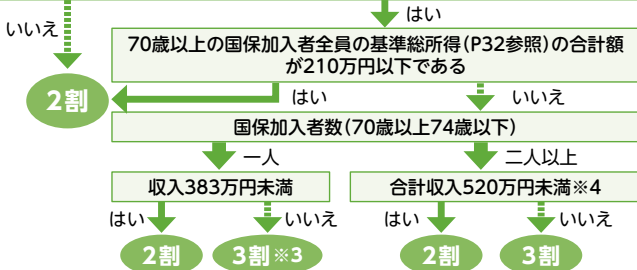 はい
いいえ
70歳以上の国保加入者全員の基準総所得(P32参照)の合計額
が210万円以下である
2割
はい
いいえ
国保加入者数(70歳以上74歳以下)
一人
二人以上
収入383万円未満
合計収入520万円未満※4
はい
いいえ
はい
いいえ
2割
3割※3
2割
3割